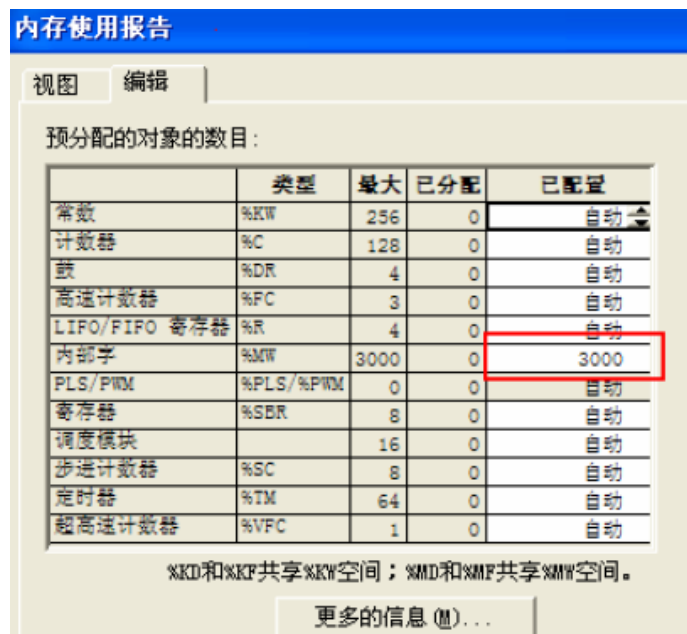 内存使用报告
视图 编辑
预分配的对象的数目:
类型 最大 已分配 已配置
常数 %KW 256 0 自动
计数器 %C 128 0 自动
鼓 %DR 4 0 自动
高速计数器 %FC 3 0 自动
LIFO/FIFO 寄存器 %R 4 0 自动
内部字 %MW 3000 0 3000
PLS/PWM %PLS/%PWM 0 0 自动
寄存器 %SBR 8 0 自动
调度模块 16 0 自动
步进计数器 %SC 8 0 自动
定时器 %TM 64 0 自动
超高速计数器 %VFC 1 0 自动
%KD和%KF共享%KW空间；%MD和%MF共享%MW空间。
更多的信息(M)...